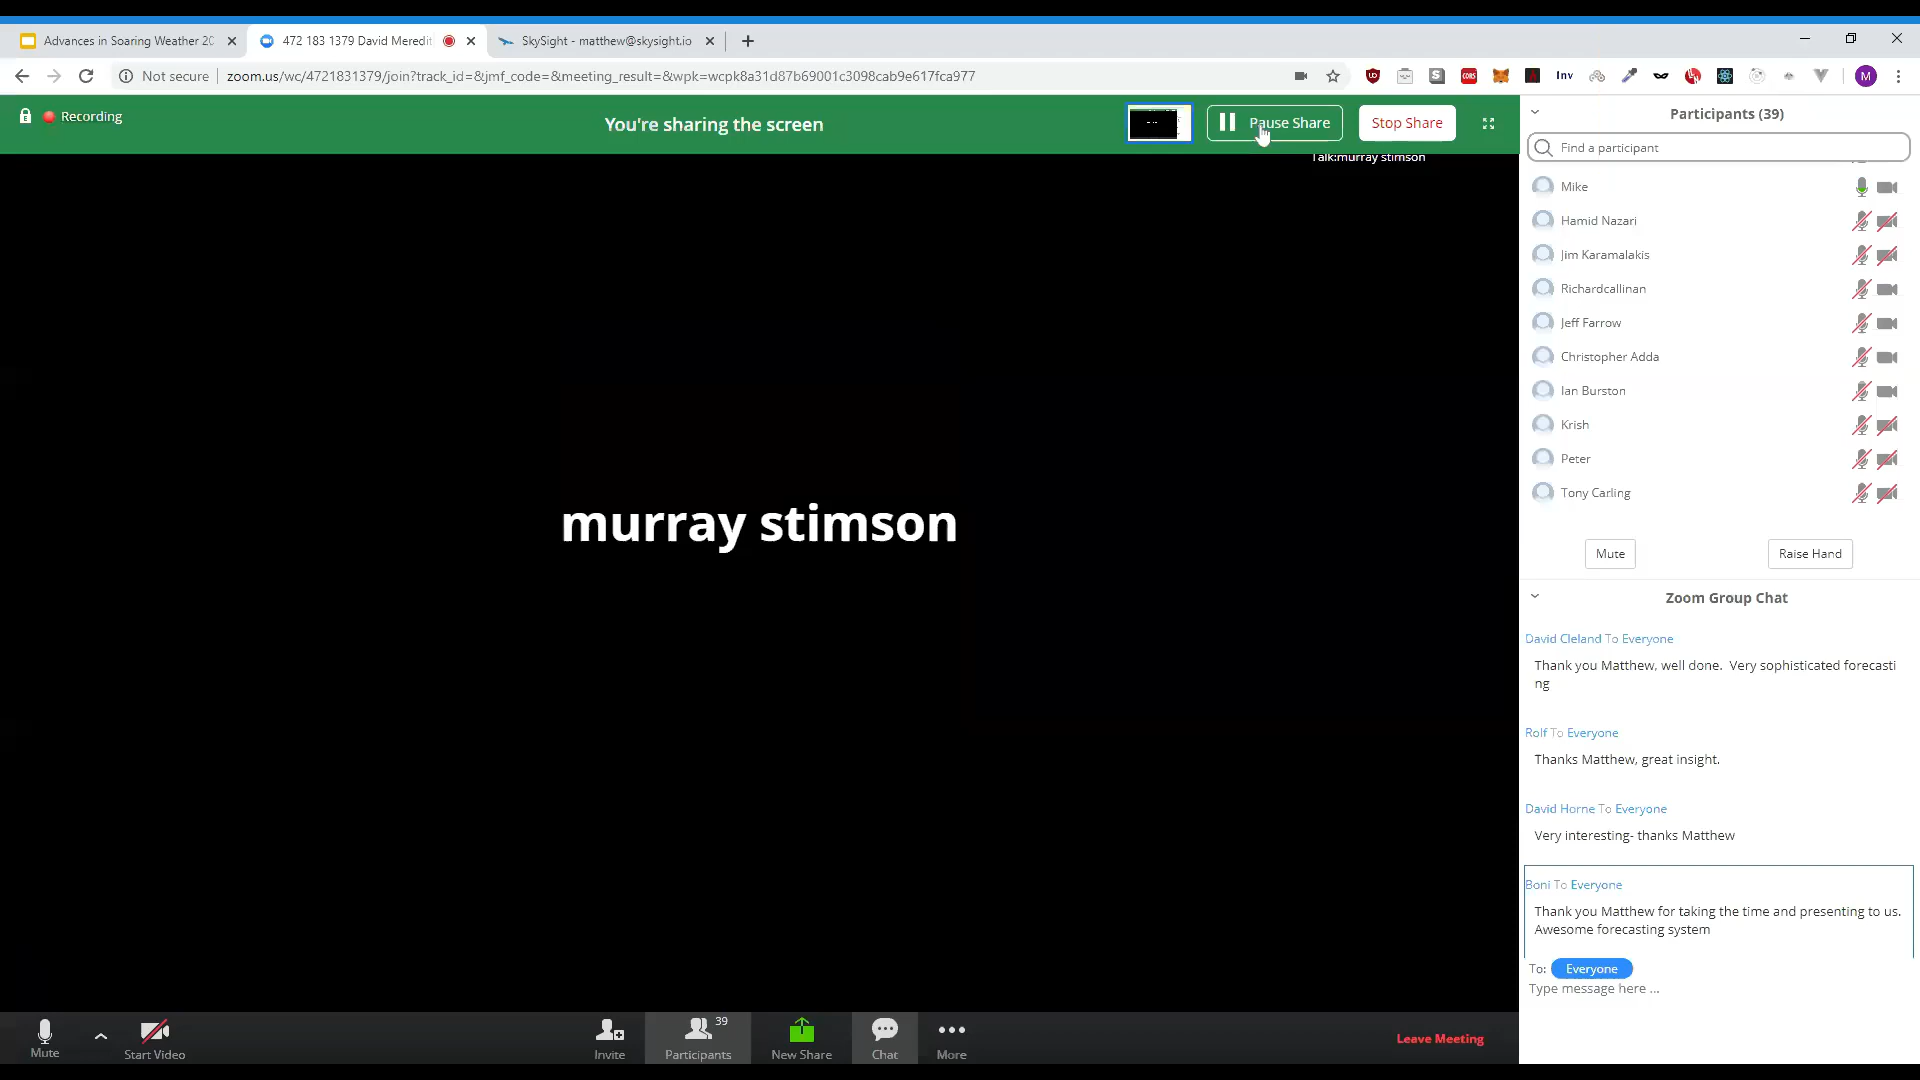 Advances in Soaring Weather 20
472 183 1379 David Meredit
SkySight - matthew@skysight.io
Not secure
zoom.us/wc/4721831379/join?track_id=&jmf_code=&meeting_result=&wpk=wcpk8a31d87b69001c3098cab9e617fca977
CORS
Inv
M
Recording
You're sharing the screen
Pause Share
Stop Share
Talk:murray stimson
murray stimson
Participants (39)
Find a participant
Mike
Hamid Nazari
Jim Karamalakis
Richardcallinan
Jeff Farrow
Christopher Adda
Ian Burston
Krish
Peter
Tony Carling
Mute
Raise Hand
Zoom Group Chat
David Cleland To Everyone
Thank you Matthew, well done.  Very sophisticated forecasti
ng
Rolf To Everyone
Thanks Matthew, great insight.
David Horne To Everyone
Very interesting- thanks Matthew
Boni To Everyone
Thank you Matthew for taking the time and presenting to us.
Awesome forecasting system
To: Everyone
Type message here ...
Mute
Start Video
Invite
39
Participants
New Share
Chat
More
Leave Meeting